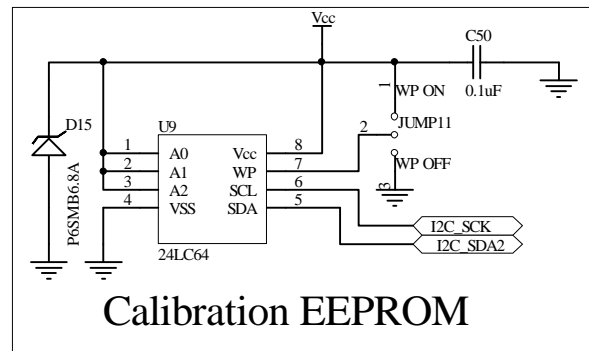 Vcc
C50
0.1uF
1
WP ON
JUMP11
2
WP OFF
3
D15
P6SMB6.8A
U9
1 A0 Vcc 8
2 A1 WP 7
3 A2 SCL 6
4 VSS SDA 5
24LC64
I2C_SCK
I2C_SDA2
Calibration EEPROM